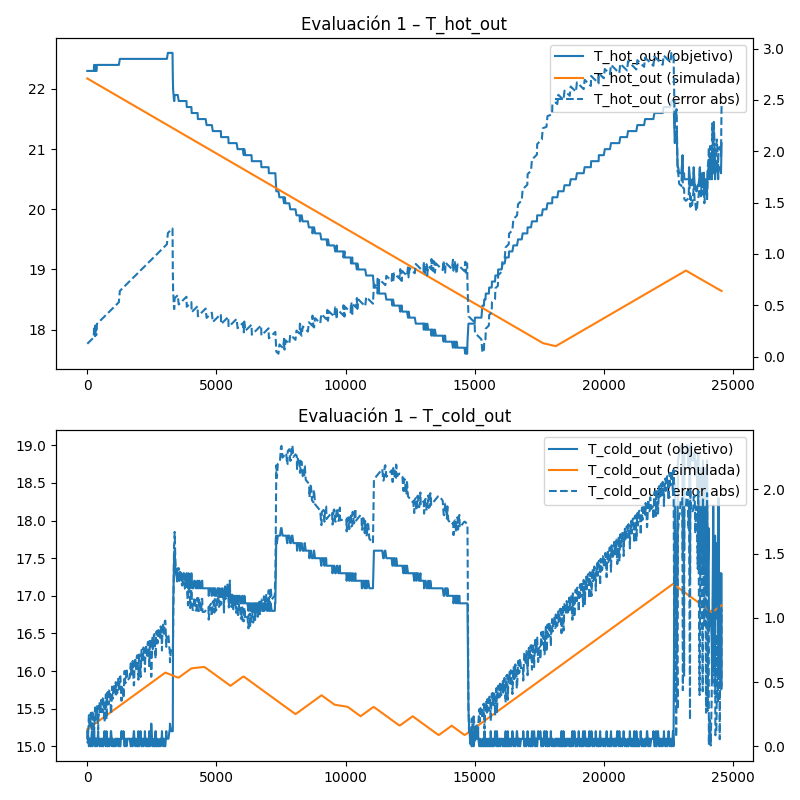 Evaluación 1 – T_hot_out
T_hot_out (objetivo)
T_hot_out (simulada)
T_hot_out (error abs)
22
21
20
19
18
3.0
2.5
2.0
1.5
1.0
0.5
0.0
0 5000 10000 15000 20000 25000
Evaluación 1 – T_cold_out
T_cold_out (objetivo)
T_cold_out (simulada)
T_cold_out (error abs)
19.0
18.5
18.0
17.5
17.0
16.5
16.0
15.5
15.0
2.0
1.5
1.0
0.5
0.0
0 5000 10000 15000 20000 25000